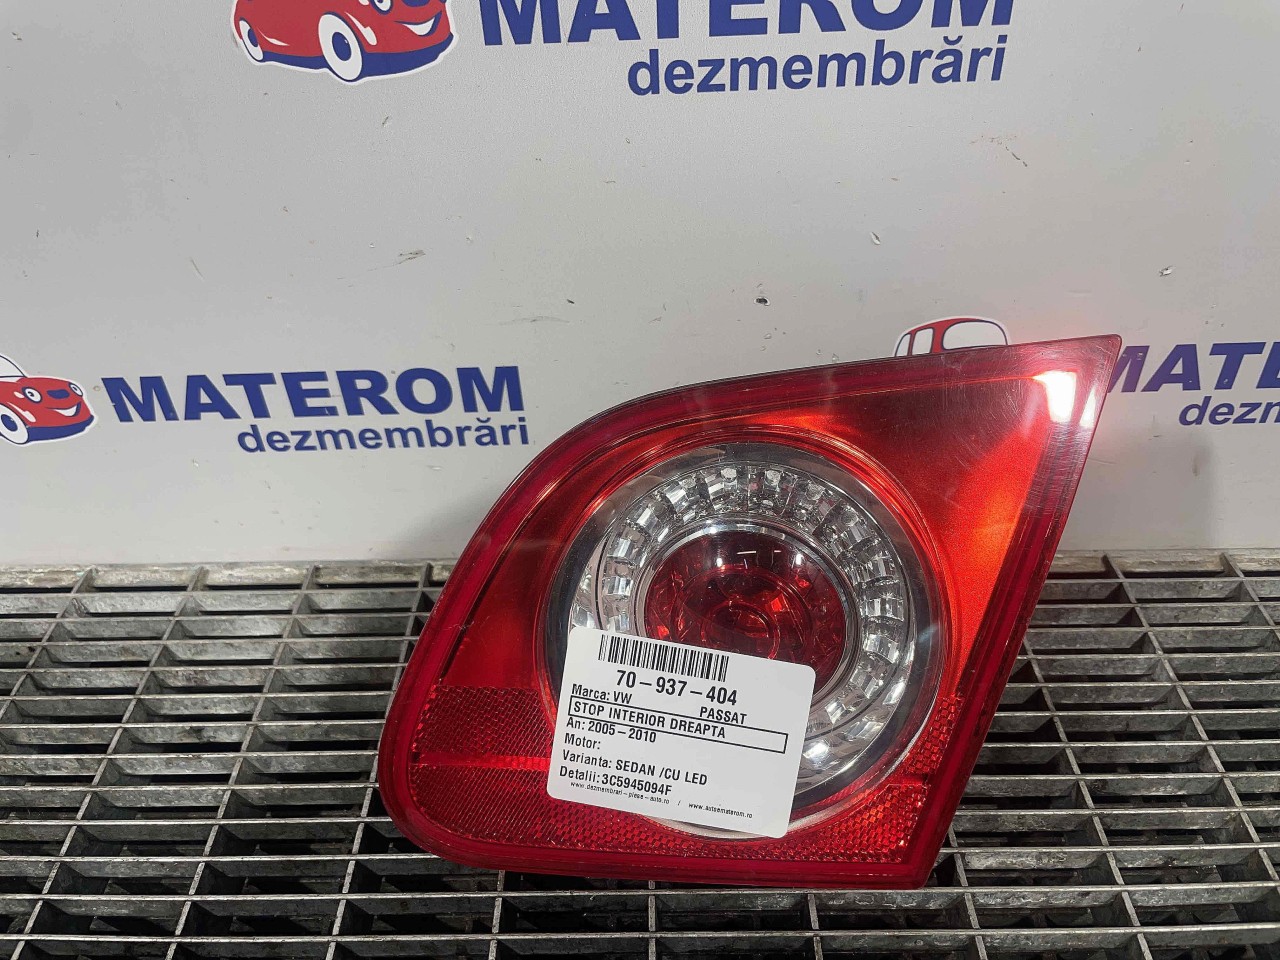 MATEROM
dezmembrări
MATEROM
dezmembrări
MATE
dezm
70-937-404
Marca: VW PASSAT
STOP INTERIOR DREAPTA
An: 2005-2010
Motor:
Varianta: SEDAN /CU LED
Detalii: 3C5945094F
www.dezmembrari-piese-auto.ro / www.autoematerom.ro